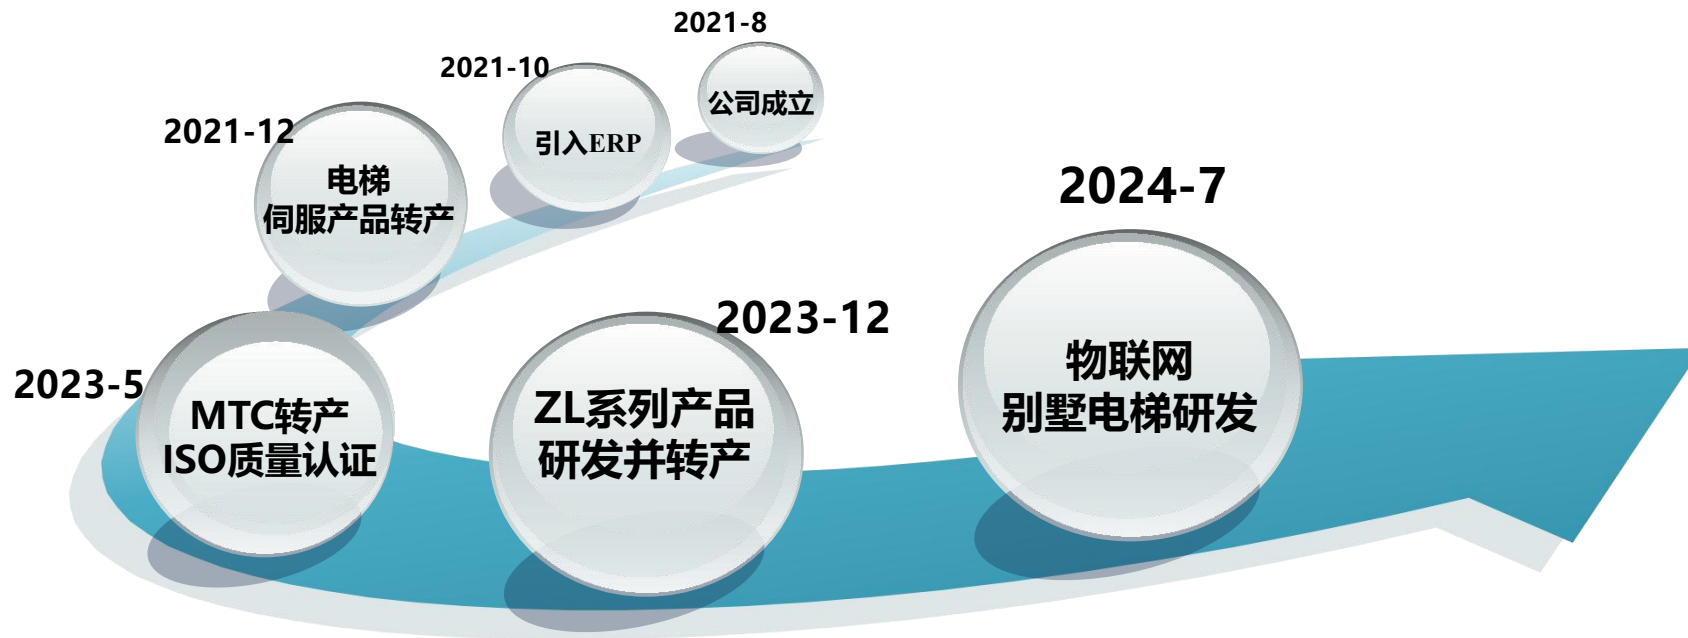 2021-8
公司成立
2021-10
引入ERP
2021-12
电梯
伺服产品转产
2023-5
MTC转产
ISO质量认证
2023-12
ZL系列产品
研发并转产
2024-7
物联网
别墅电梯研发